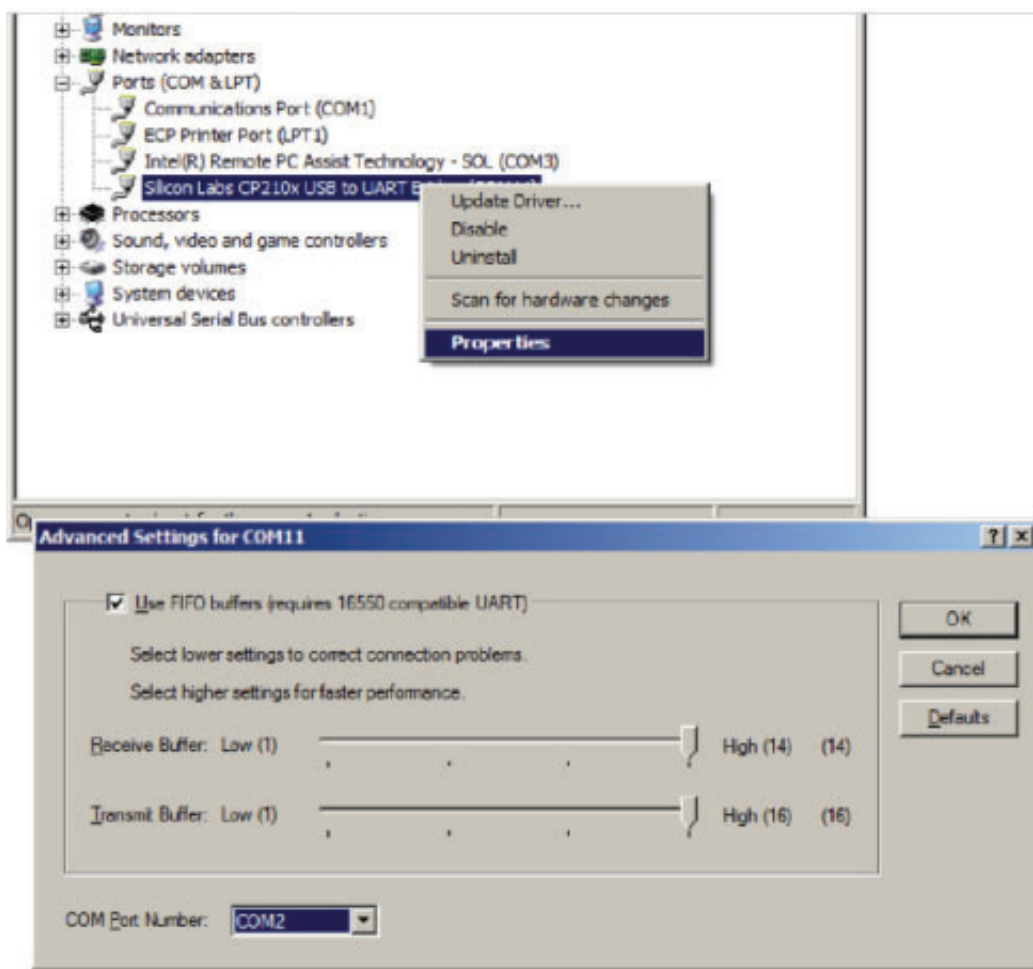 Monitors
Network adapters
Ports (COM & LPT)
Communications Port (COM1)
ECP Printer Port (LPT1)
Intel(R) Remote PC Assist Technology - SOL (COM3)
Silicon Labs CP210x USB to UART
Processors
Sound, video and game controllers
Storage volumes
System devices
Universal Serial Bus controllers
Update Driver...
Disable
Uninstall
Scan for hardware changes
Properties
Advanced Settings for COM11
Use FIFO buffers (requires 16550 compatible UART)
Select lower settings to correct connection problems.
Select higher settings for faster performance.
Receive Buffer: Low (1) High (14) (14)
Transmit Buffer: Low (1) High (16) (16)
COM Port Number: COM2
OK
Cancel
Defaults